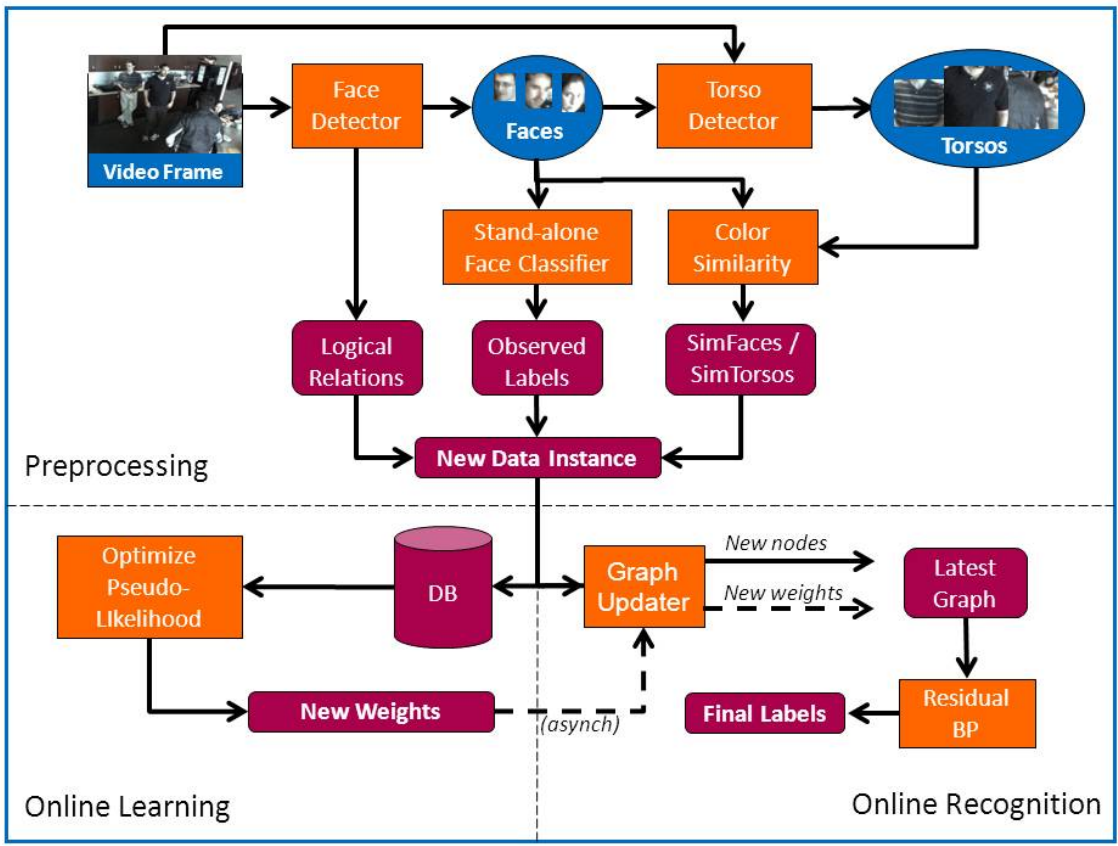 Face
Detector
Faces
Torso
Detector
Torsos
Video Frame
Stand-alone
Face Classifier
Color
Similarity
Logical
Relations
Observed
Labels
SimFaces /
SimTorsos
New Data Instance
Preprocessing
Optimize
Pseudo-
LIkelihood
DB
Graph
Updater
New nodes
New weights
Latest
Graph
New Weights
(asynch)
Final Labels
Residual
BP
Online Learning
Online Recognition